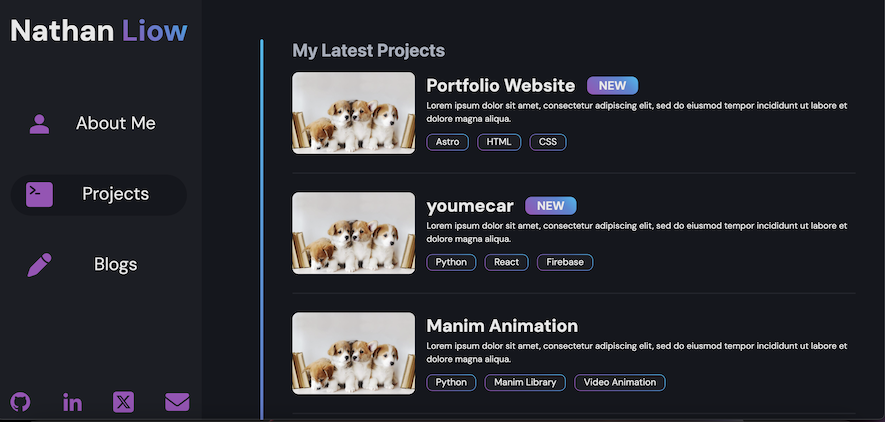 Nathan Liow
About Me
Projects
Blogs
My Latest Projects
Portfolio Website NEW
Lorem ipsum dolor sit amet, consectetur adipiscing elit, sed do eiusmod tempor incididunt ut labore et
dolore magna aliqua.
Astro HTML CSS
youmecar NEW
Lorem ipsum dolor sit amet, consectetur adipiscing elit, sed do eiusmod tempor incididunt ut labore et
dolore magna aliqua.
Python React Firebase
Manim Animation
Lorem ipsum dolor sit amet, consectetur adipiscing elit, sed do eiusmod tempor incididunt ut labore et
dolore magna aliqua.
Python Manim Library Video Animation